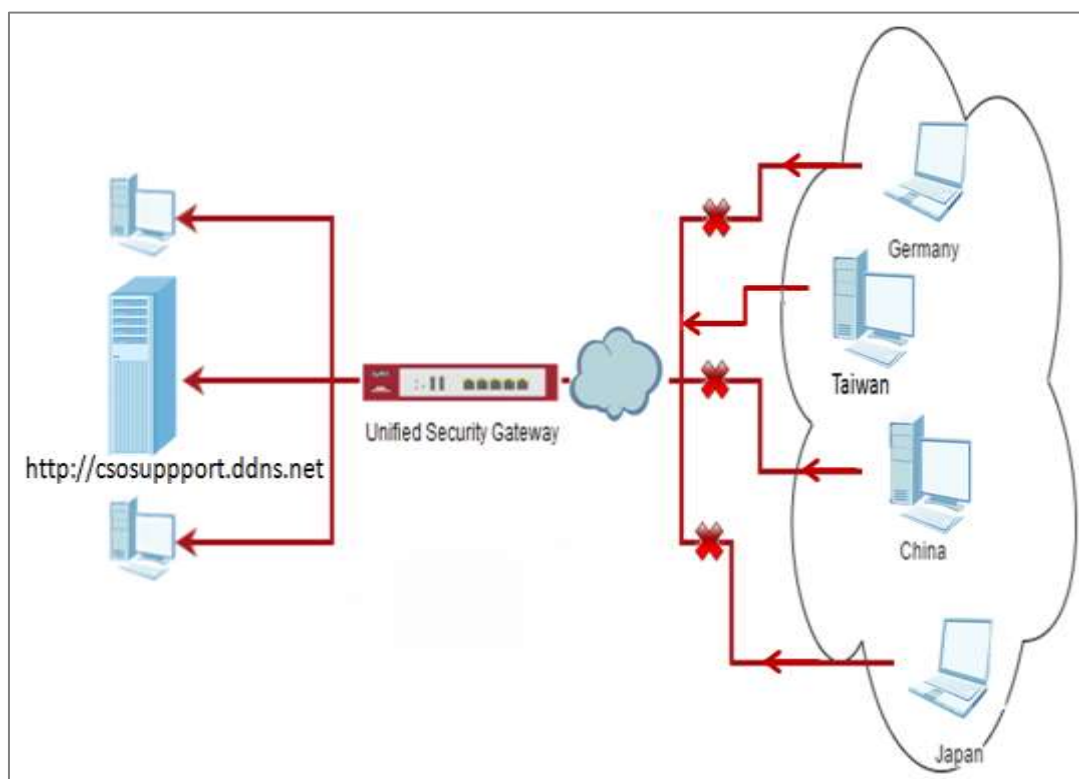 Germany
Taiwan
Unified Security Gateway
http://csosuppport.ddns.net
China
Japan